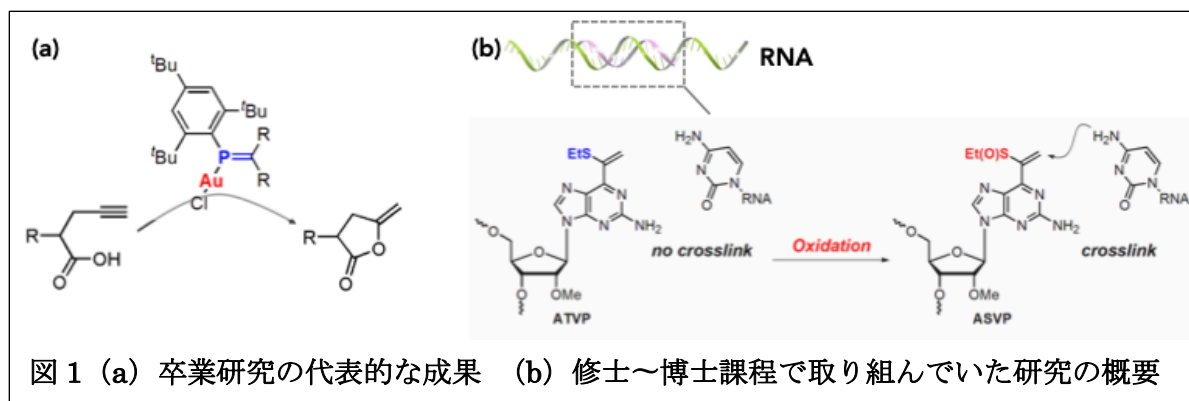 (a)
ᵗBu
ᵗBu
ᵗBu
R
P
R
Au
Cl
R
OH
O
R
O
O
(b)
RNA
EtS
H₂N
N
N
O
RNA
N
N
N
N
NH₂
O
O
O
OMe
ATVP
no crosslink
Oxidation
Et(O)S
H₂N
N
N
O
RNA
N
N
N
N
NH₂
O
O
O
OMe
ASVP
crosslink
図 1（a）卒業研究の代表的な成果 （b）修士～博士課程で取り組んでいた研究の概要